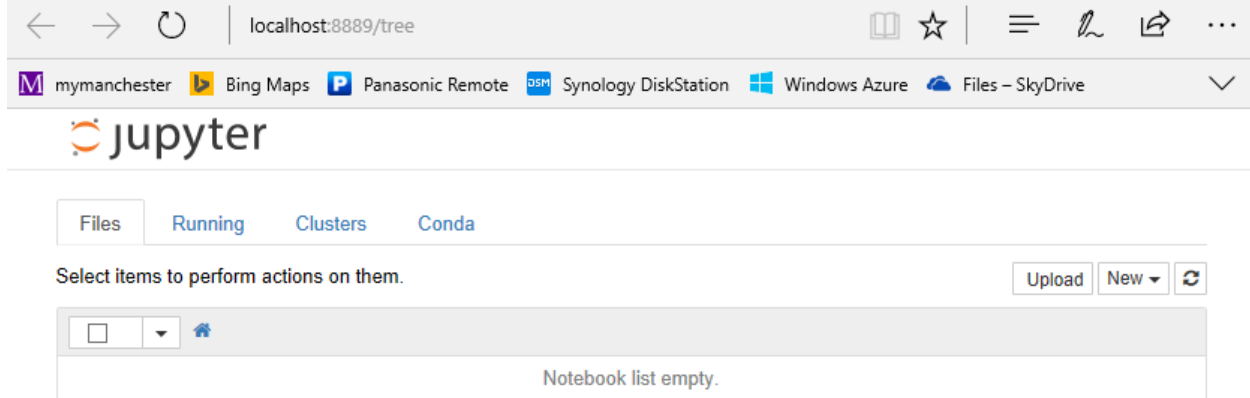 localhost:8889/tree
M mymanchester Bing Maps P Panasonic Remote DSM Synology DiskStation Windows Azure Files – SkyDrive
jupyter
Files Running Clusters Conda
Select items to perform actions on them. Upload New
Notebook list empty.